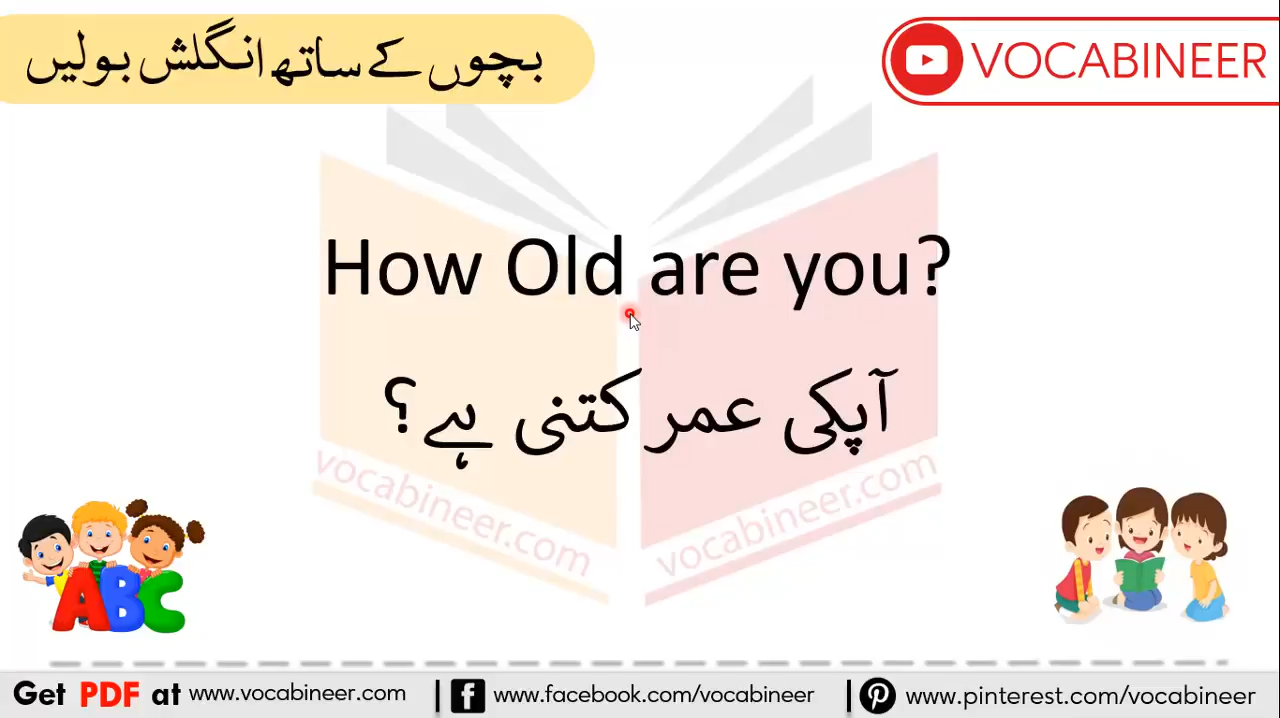 بچوں کے ساتھ انگلش بولیں
VOCABINEER
How Old are you?
آپکی عمر کتنی ہے؟
vocabineer.com
vocabineer.com
ABC
Get PDF at www.vocabineer.com
www.facebook.com/vocabineer
www.pinterest.com/vocabineer